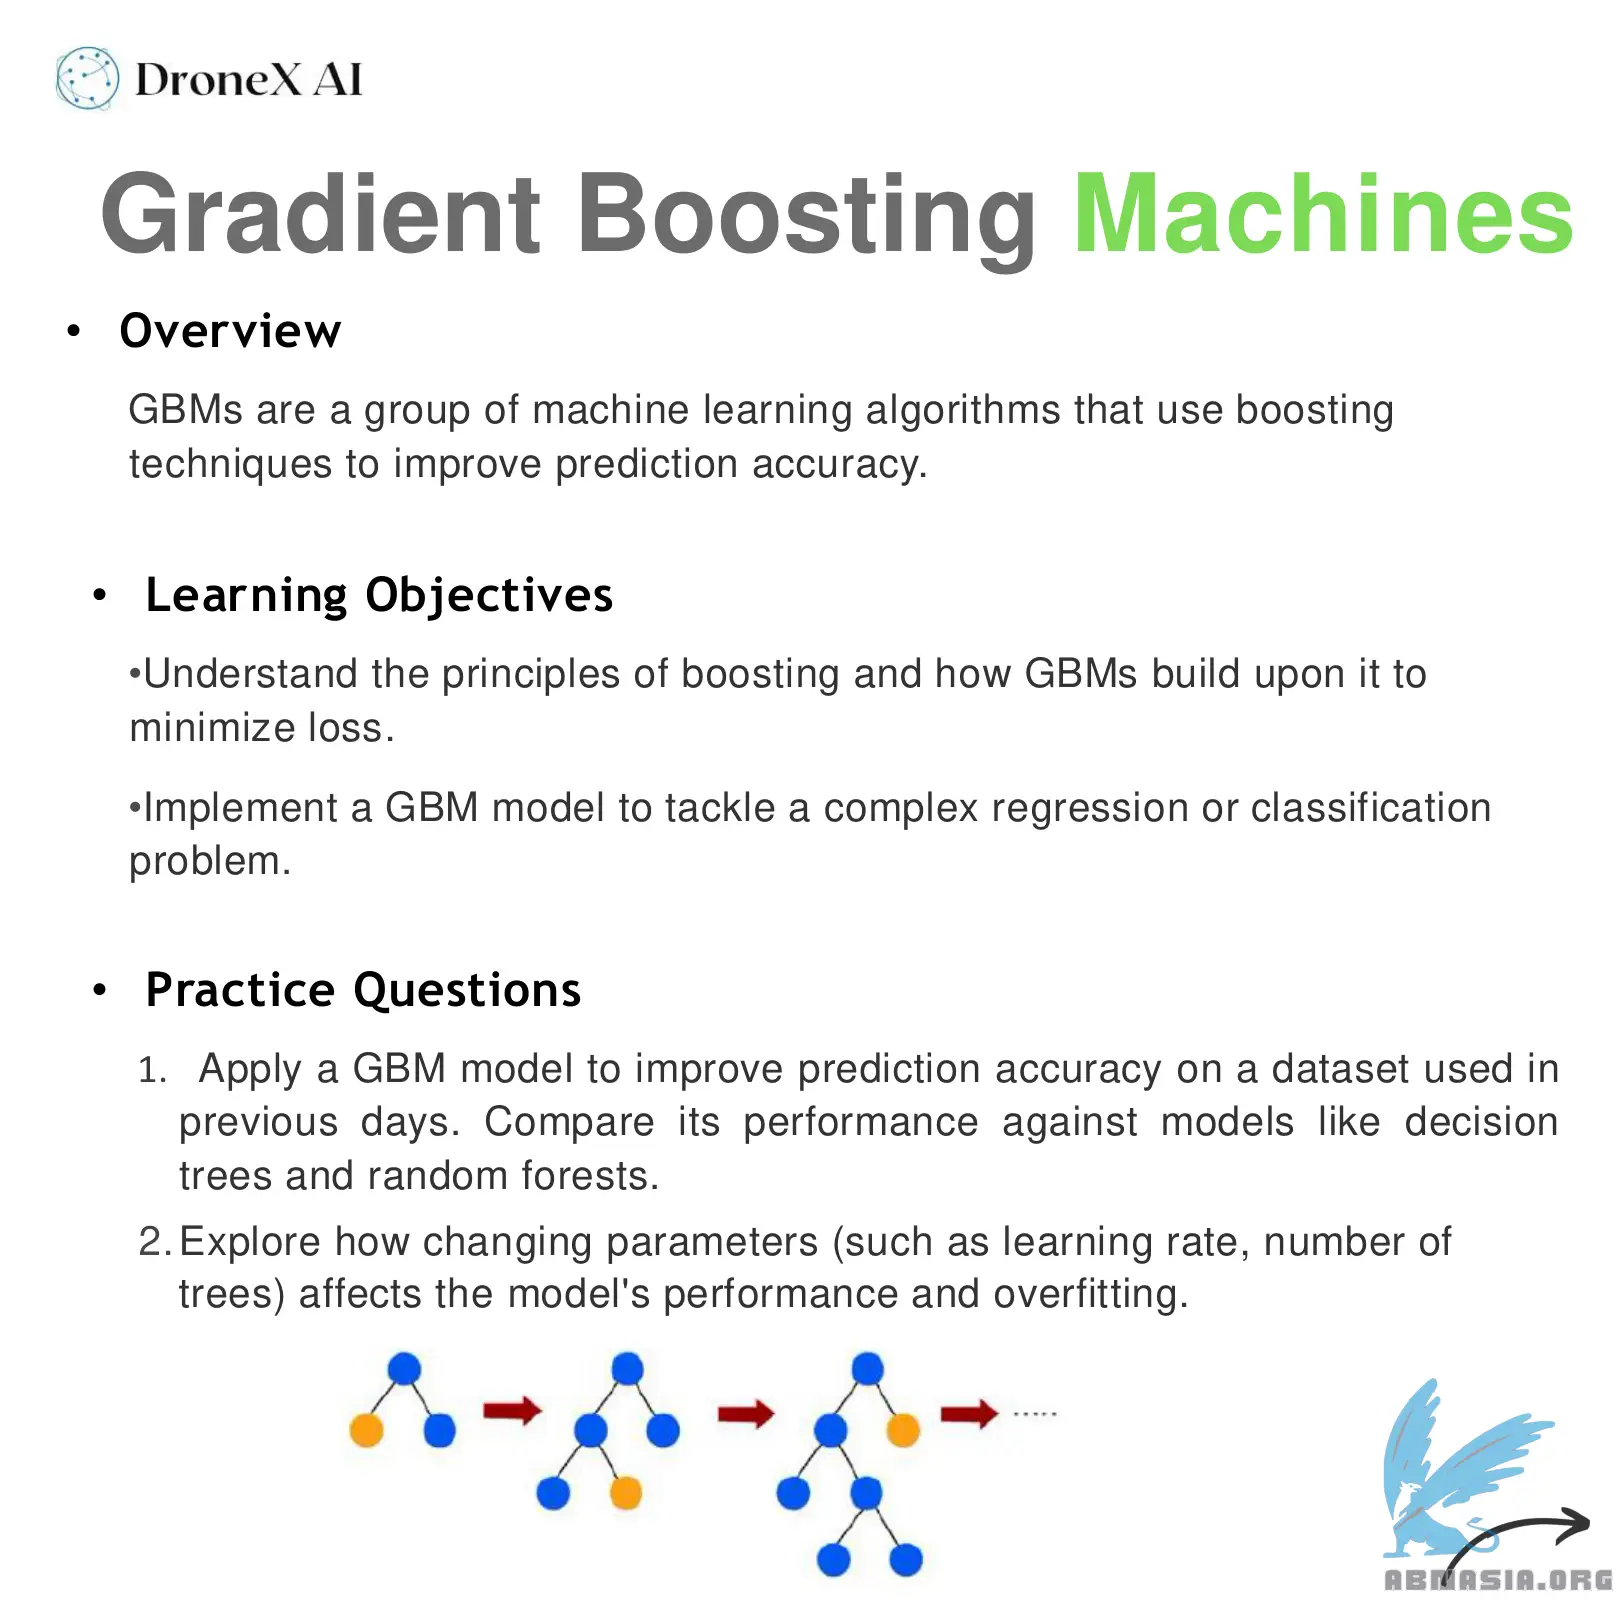 DroneX AI
Gradient Boosting Machines
• Overview
GBMs are a group of machine learning algorithms that use boosting
techniques to improve prediction accuracy.
• Learning Objectives
•Understand the principles of boosting and how GBMs build upon it to
minimize loss.
•Implement a GBM model to tackle a complex regression or classification
problem.
• Practice Questions
1. Apply a GBM model to improve prediction accuracy on a dataset used in
previous days. Compare its performance against models like decision
trees and random forests.
2. Explore how changing parameters (such as learning rate, number of
trees) affects the model's performance and overfitting.
.....
ABNASIA.ORG